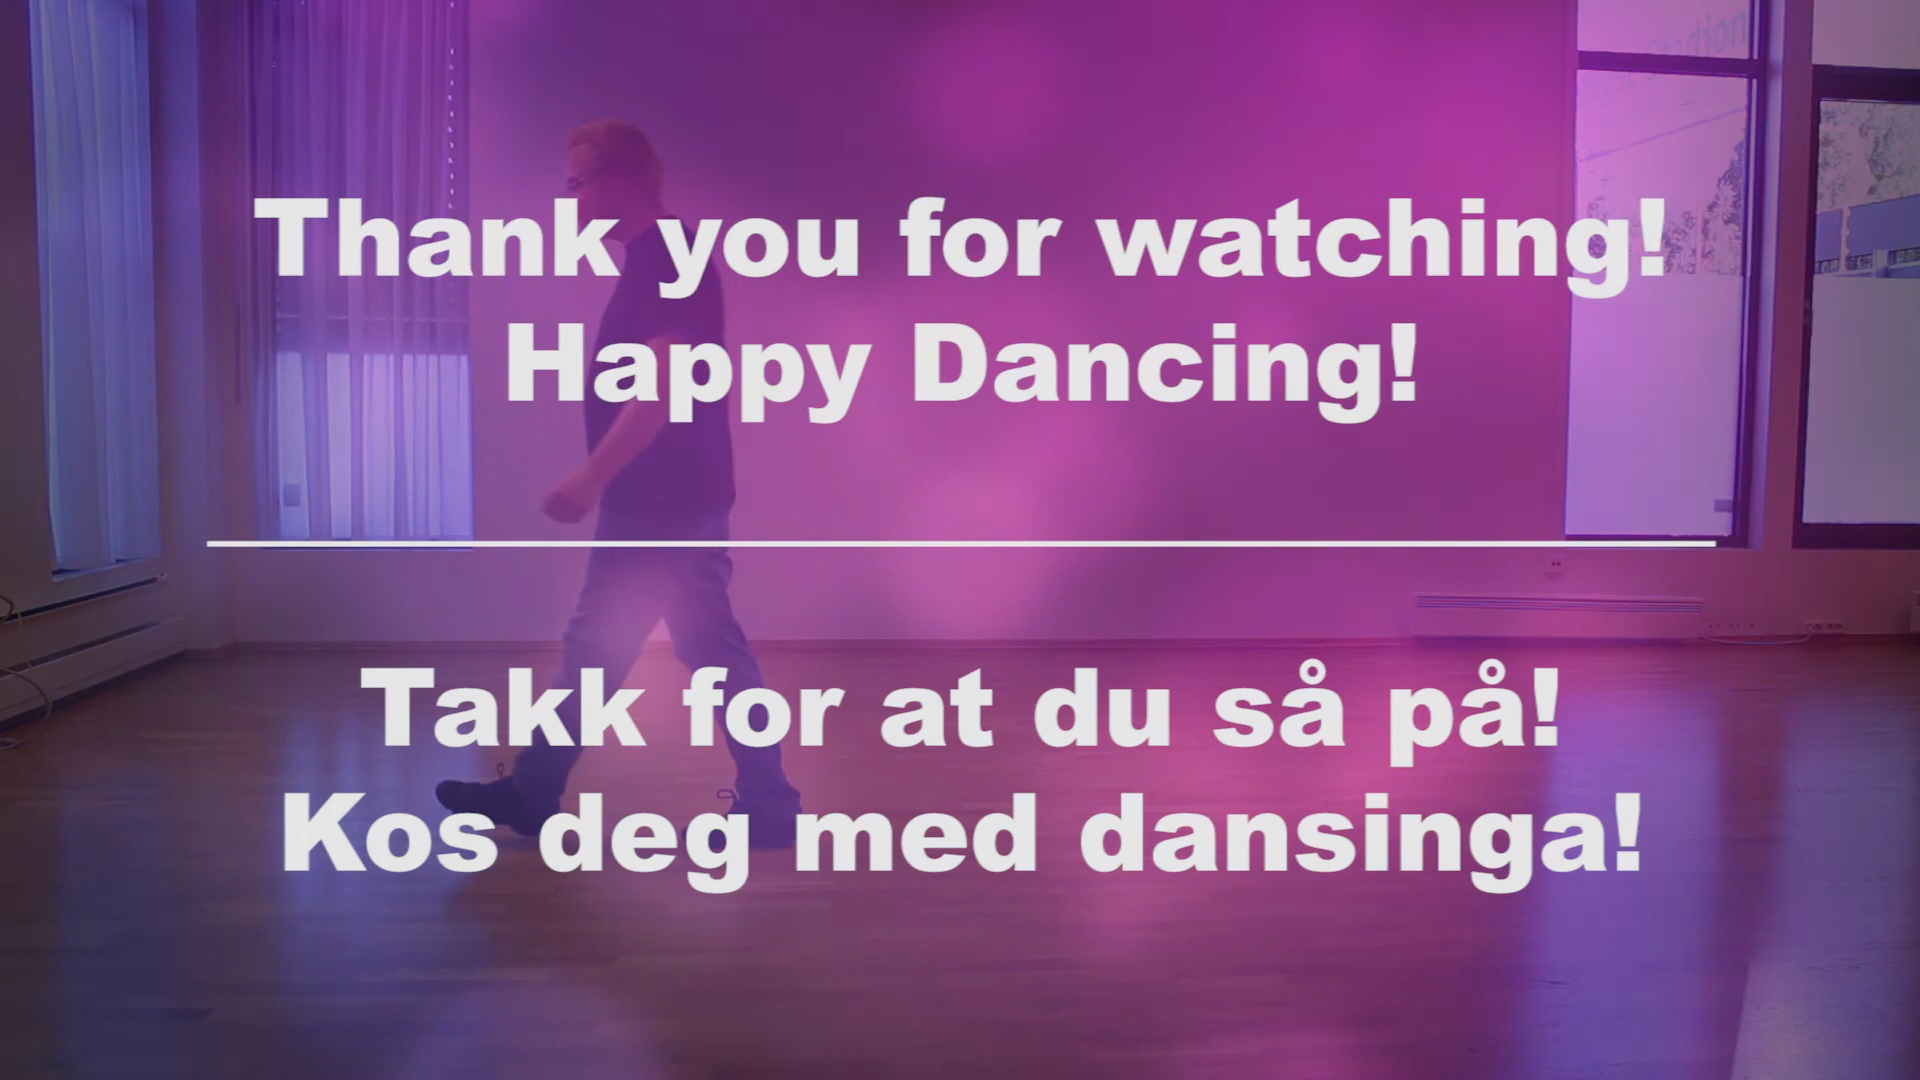 Thank you for watching!
Happy Dancing!
Takk for at du så på!
Kos deg med dansinga!